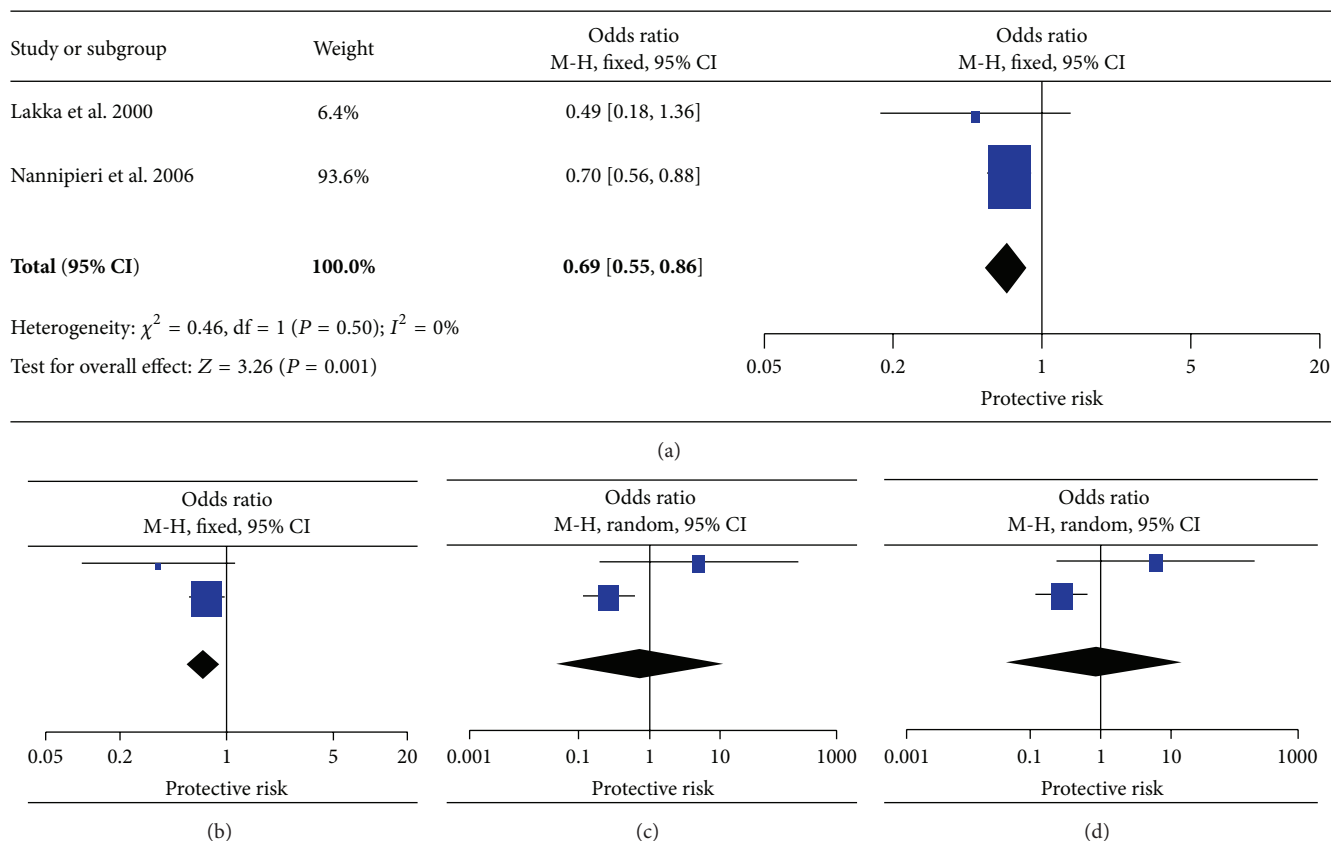 Study or subgroup Weight Odds ratio Odds ratio
M-H, fixed, 95% CI M-H, fixed, 95% CI
Lakka et al. 2000 6.4% 0.49 [0.18, 1.36]
Nannipieri et al. 2006 93.6% 0.70 [0.56, 0.88]
Total (95% CI) 100.0% 0.69 [0.55, 0.86]
Heterogeneity: χ² = 0.46, df = 1 (P = 0.50); I² = 0%
Test for overall effect: Z = 3.26 (P = 0.001)
0.05 0.2 1 5 20
Protective risk
(a)
Odds ratio
M-H, fixed, 95% CI
0.05 0.2 1 5 20
Protective risk
(b)
Odds ratio
M-H, random, 95% CI
0.001 0.1 1 10 1000
Protective risk
(c)
Odds ratio
M-H, random, 95% CI
0.001 0.1 1 10 1000
Protective risk
(d)